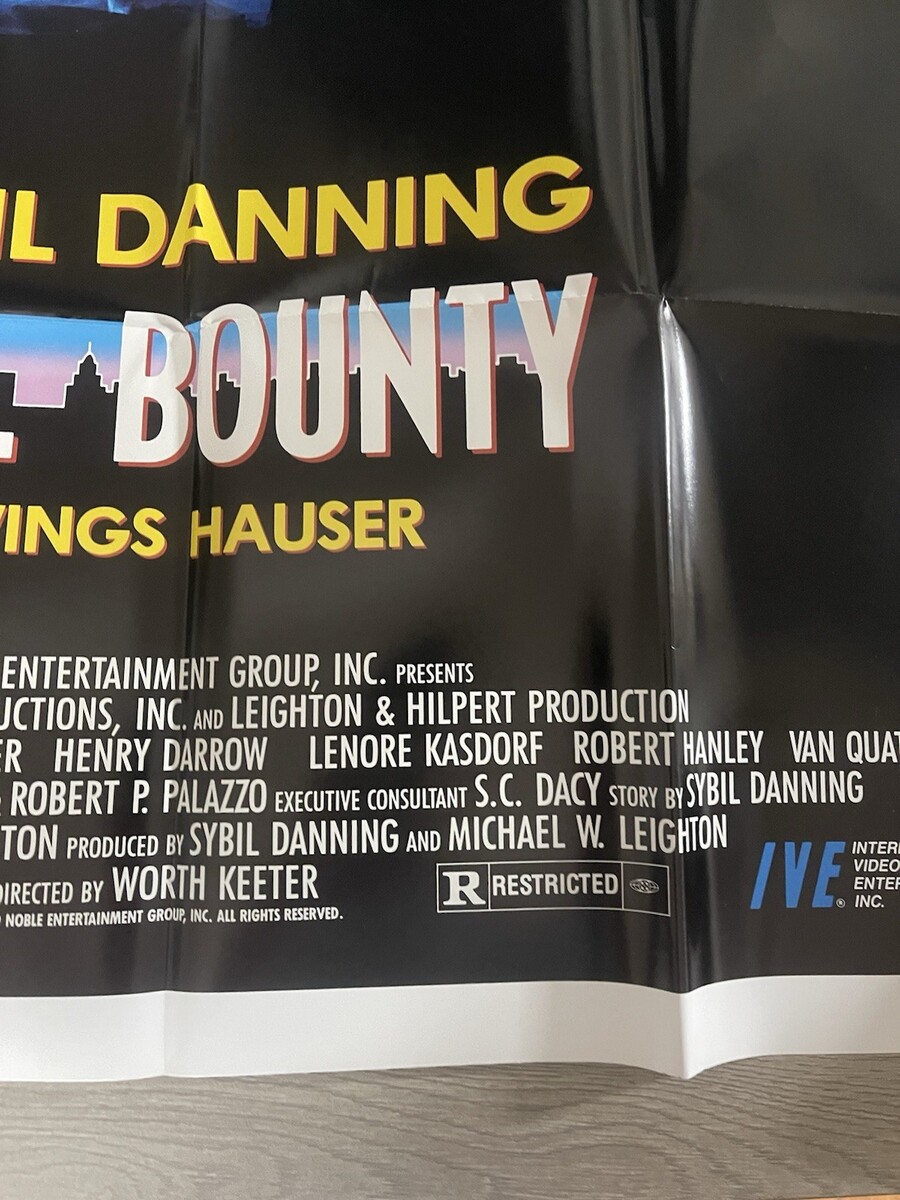 IL DANNING
BOUNTY
INGS HAUSER
ENTERTAINMENT GROUP, INC. PRESENTS
UCTIONS, INC. AND LEIGHTON & HILPERT PRODUCTION
ER HENRY DARROW LENORE KASDORF ROBERT HANLEY VAN QUAT
ROBERT P. PALAZZO EXECUTIVE CONSULTANT S.C. DACY STORY BY SYBIL DANNING
TON PRODUCED BY SYBIL DANNING AND MICHAEL W. LEIGHTON
DIRECTED BY WORTH KEETER
NOBLE ENTERTAINMENT GROUP, INC. ALL RIGHTS RESERVED.
R RESTRICTED
IVE®
INTER
VIDEO
ENTER
INC.